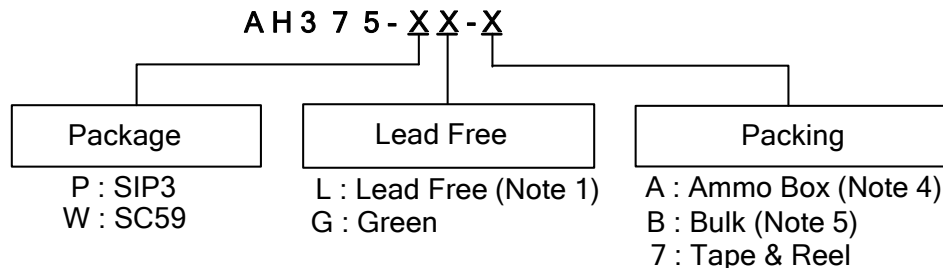 AH375-XX-X
Package
Lead Free
Packing
P : SIP3
W : SC59
L : Lead Free (Note 1)
G : Green
A : Ammo Box (Note 4)
B : Bulk (Note 5)
7 : Tape & Reel